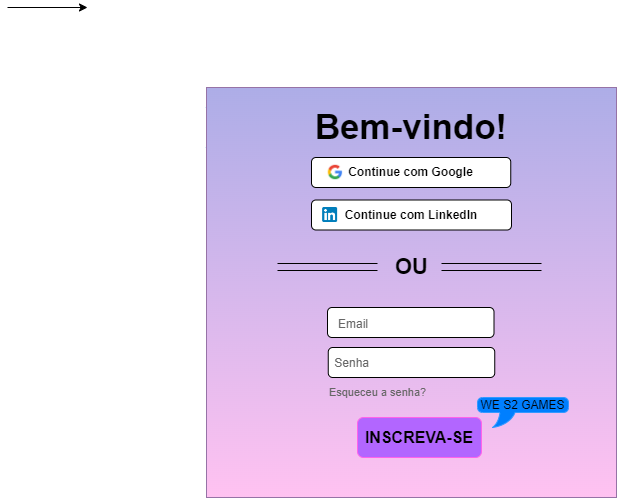 Bem-vindo!
Continue com Google
Continue com LinkedIn
OU
Email
Senha
Esqueceu a senha?
WE S2 GAMES
INSCREVA-SE